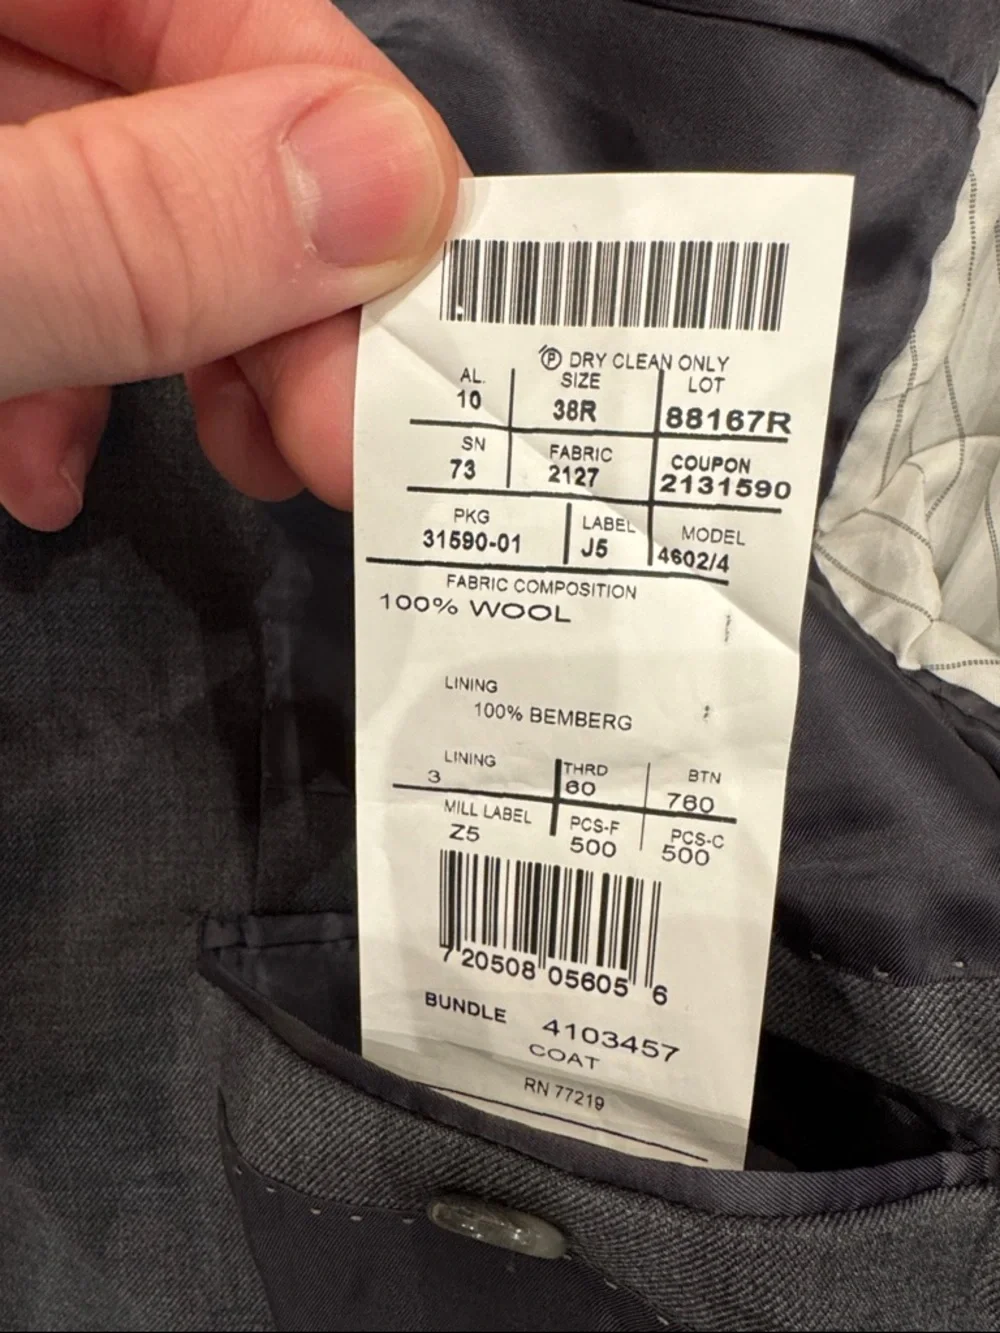 Ⓟ DRY CLEAN ONLY
AL. SIZE LOT
10 38R 88167R
SN FABRIC COUPON
73 2127 2131590
PKG LABEL MODEL
31590-01 J5 4602/4
FABRIC COMPOSITION
100% WOOL
LINING
100% BEMBERG
LINING THRD BTN
3 60 760
MILL LABEL PCS-F PCS-C
Z5 500 500
7 20508 05605 6
BUNDLE 4103457
COAT
RN 77219